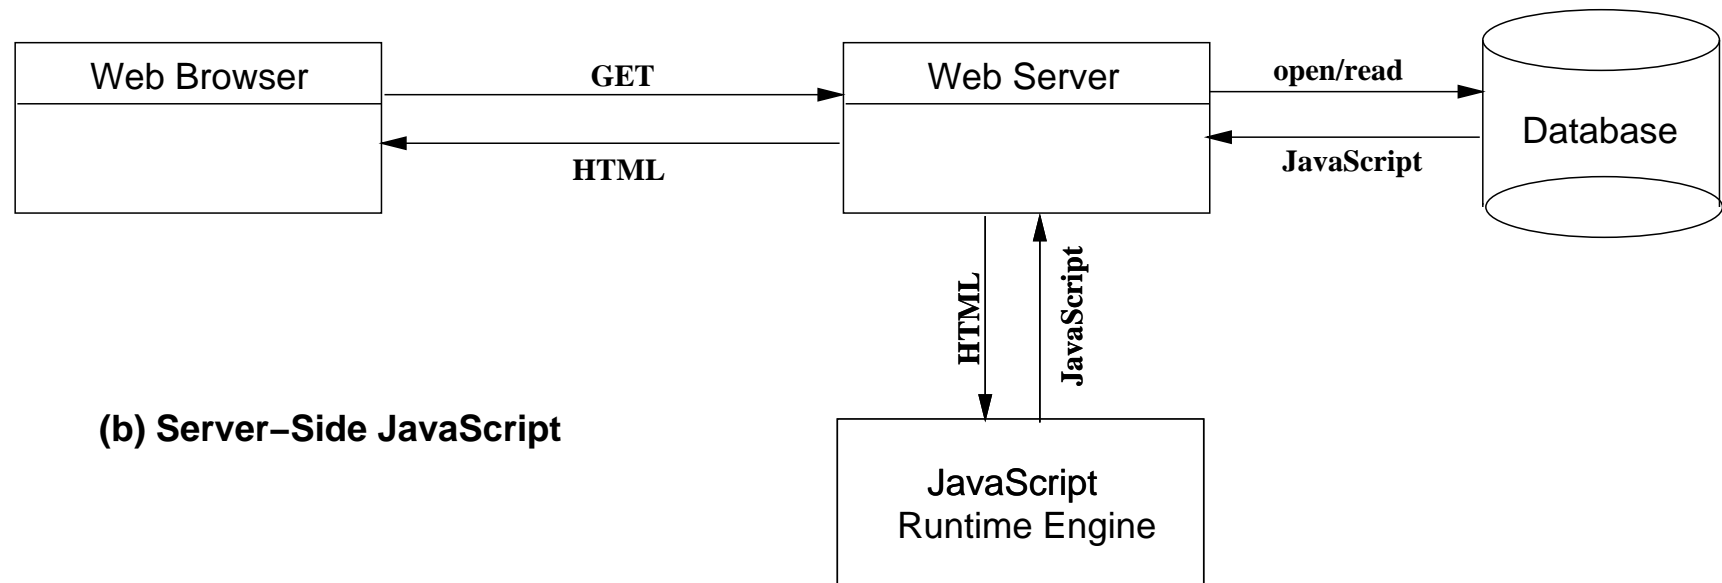 Web Browser
GET
HTML
Web Server
open/read
JavaScript
Database
HTML
JavaScript
(b) Server−Side JavaScript
JavaScript
Runtime Engine